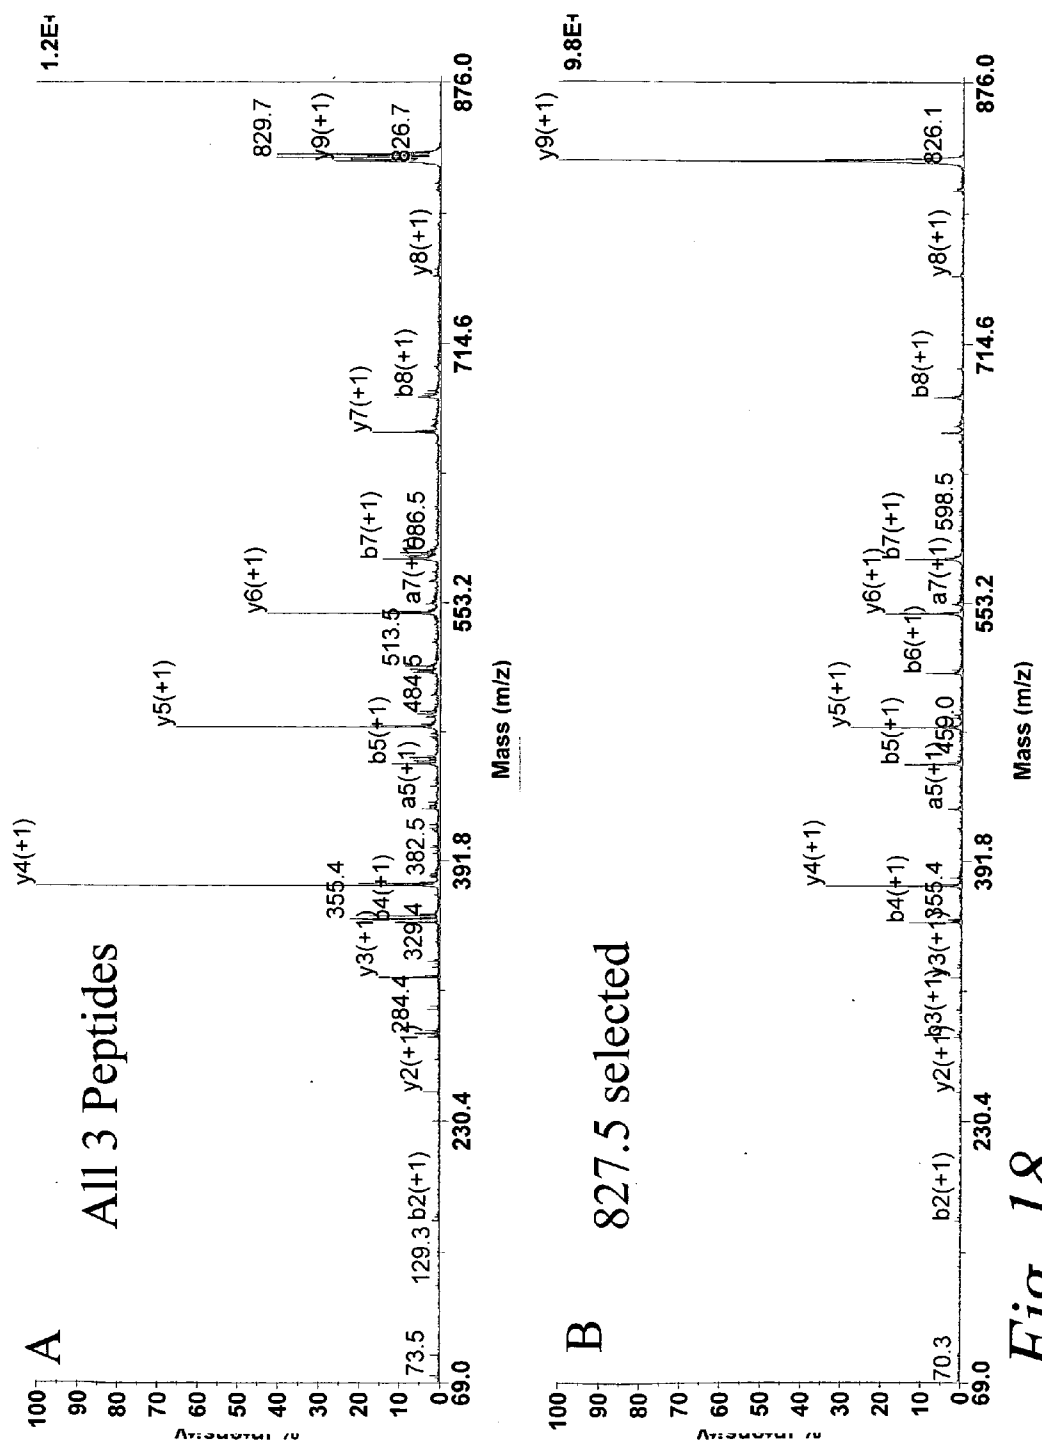 A
All 3 Peptides
1.2E+
100
90
80
70
60
50
40
30
20
10
0
73.5
129.3
b2(+1)
y2(+1)
284.4
y3(+1)
329.4
355.4
b4(+1)
y4(+1)
382.5
a5(+1)
b5(+1)
y5(+1)
484.5
513.5
y6(+1)
a7(+1)
b7(+1)
586.5
y7(+1)
b8(+1)
y8(+1)
826.7
y9(+1)
829.7
69.0
230.4
391.8
553.2
714.6
876.0
Mass (m/z)
B
827.5 selected
9.8E+
100
90
80
70
60
50
40
30
20
10
0
70.3
b2(+1)
y2(+1)
b3(+1)
y3(+1)
355.4
b4(+1)
y4(+1)
a5(+1)
459.0
b5(+1)
y5(+1)
b6(+1)
y6(+1)
a7(+1)
b7(+1)
598.5
b8(+1)
y8(+1)
826.1
y9(+1)
69.0
230.4
391.8
553.2
714.6
876.0
Mass (m/z)
Fig. 18